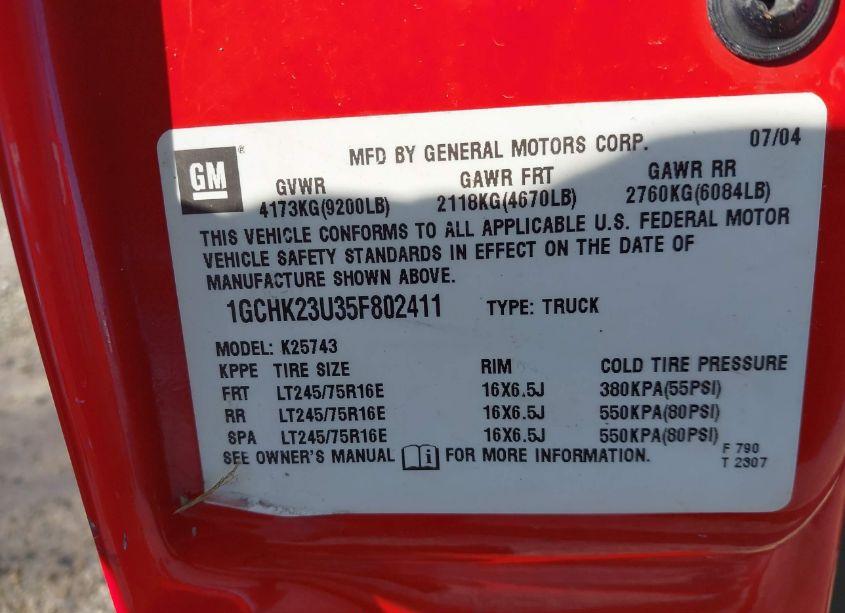 07/04
GM ® MFD BY GENERAL MOTORS CORP.
GVWR GAWR FRT GAWR RR
4173KG(9200LB) 2118KG(4670LB) 2760KG(6084LB)
THIS VEHICLE CONFORMS TO ALL APPLICABLE U.S. FEDERAL MOTOR
VEHICLE SAFETY STANDARDS IN EFFECT ON THE DATE OF
MANUFACTURE SHOWN ABOVE.
1GCHK23U35F802411 TYPE: TRUCK
MODEL: K25743
KPPE TIRE SIZE RIM COLD TIRE PRESSURE
FRT LT245/75R16E 16X6.5J 380KPA(55PSI)
RR LT245/75R16E 16X6.5J 550KPA(80PSI)
SPA LT245/75R16E 16X6.5J 550KPA(80PSI)
SEE OWNER'S MANUAL i FOR MORE INFORMATION.
F 790
T 2307